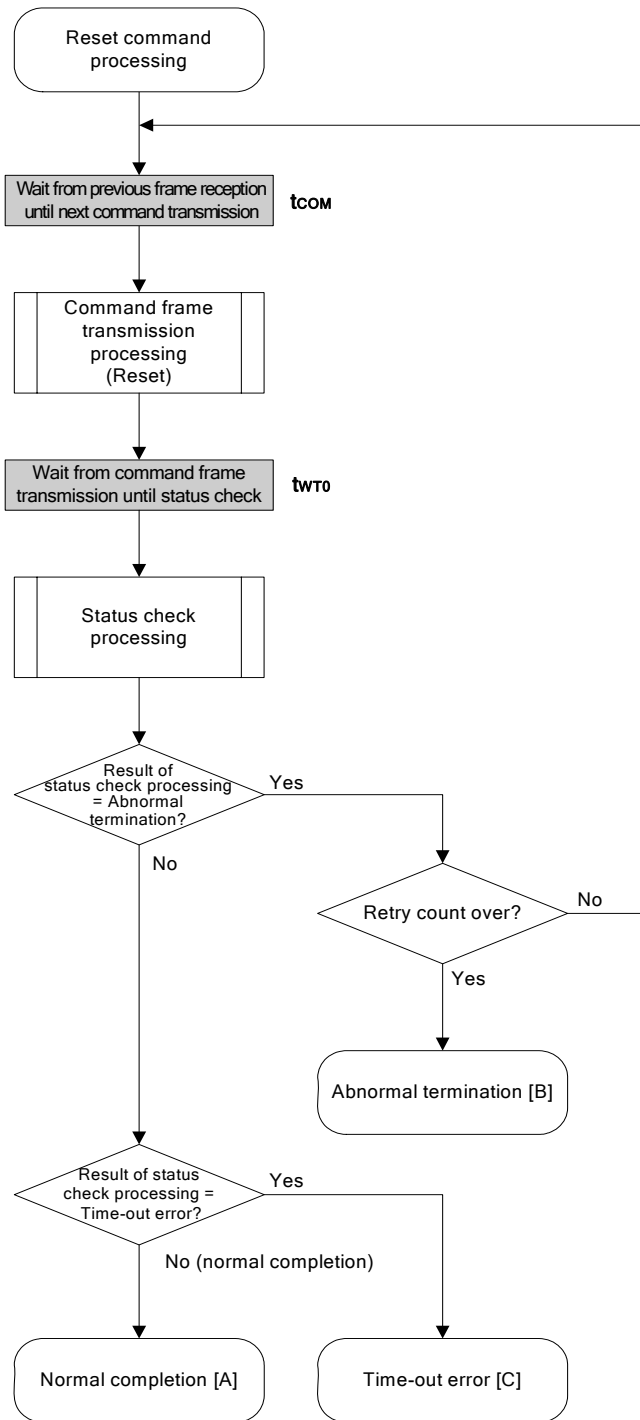 Reset command
processing
Wait from previous frame reception
until next command transmission
tCOM
Command frame
transmission
processing
(Reset)
Wait from command frame
transmission until status check
tWT0
Status check
processing
Result of
status check processing
= Abnormal
termination?
Yes
No
Retry count over?
No
Yes
Abnormal termination [B]
Result of status
check processing =
Time-out error?
Yes
No (normal completion)
Normal completion [A]
Time-out error [C]